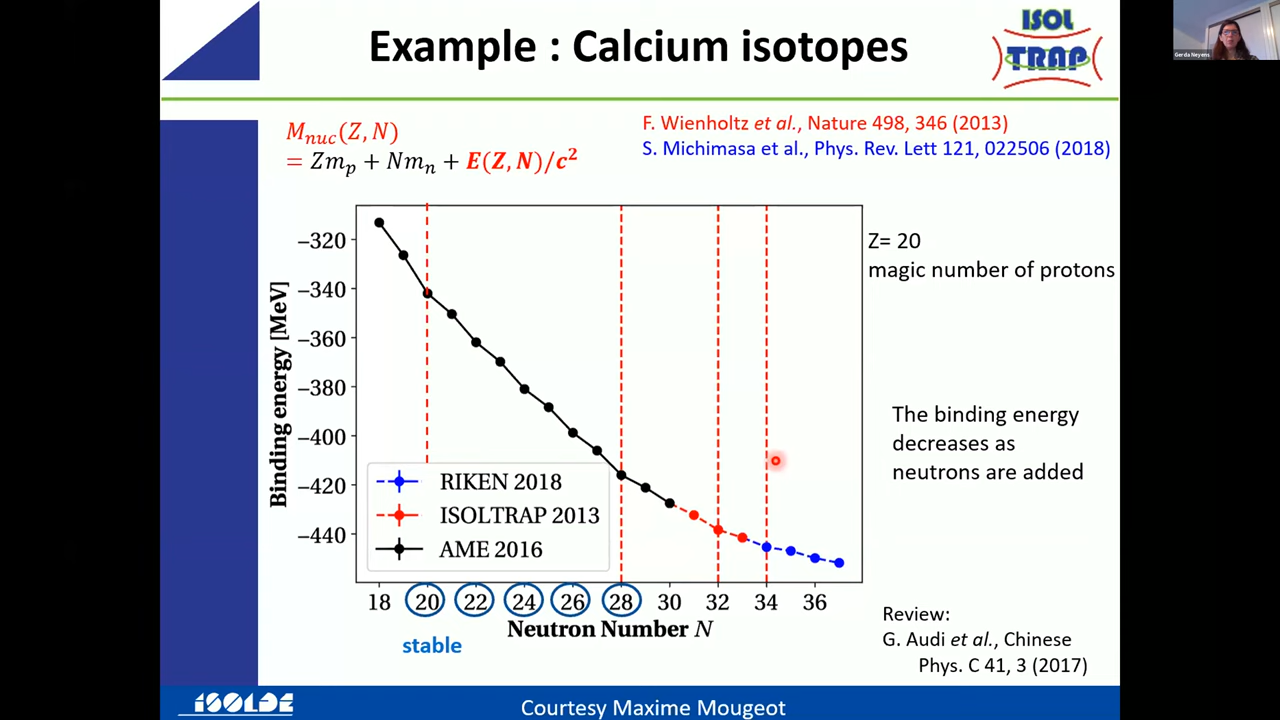 Example : Calcium isotopes
ISOL
TRAP
Gerda Neyens
M_nuc(Z, N)
= Zm_p + Nm_n + E(Z, N)/c²
F. Wienholtz et al., Nature 498, 346 (2013)
S. Michimasa et al., Phys. Rev. Lett 121, 022506 (2018)
Z= 20
magic number of protons
Binding energy [MeV]
−320
−340
−360
−380
−400
−420
−440
RIKEN 2018
ISOLTRAP 2013
AME 2016
The binding energy
decreases as
neutrons are added
18 20 22 24 26 28 30 32 34 36
Neutron Number N
stable
Review:
G. Audi et al., Chinese
Phys. C 41, 3 (2017)
ISOLDE
Courtesy Maxime Mougeot